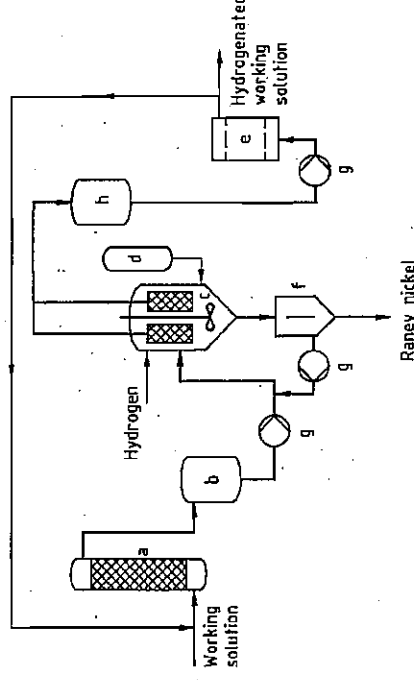 Working
solution
a
b
g
Hydrogen
c
d
f
g
Raney nickel
h
e
g
Hydrogenated
working
solution